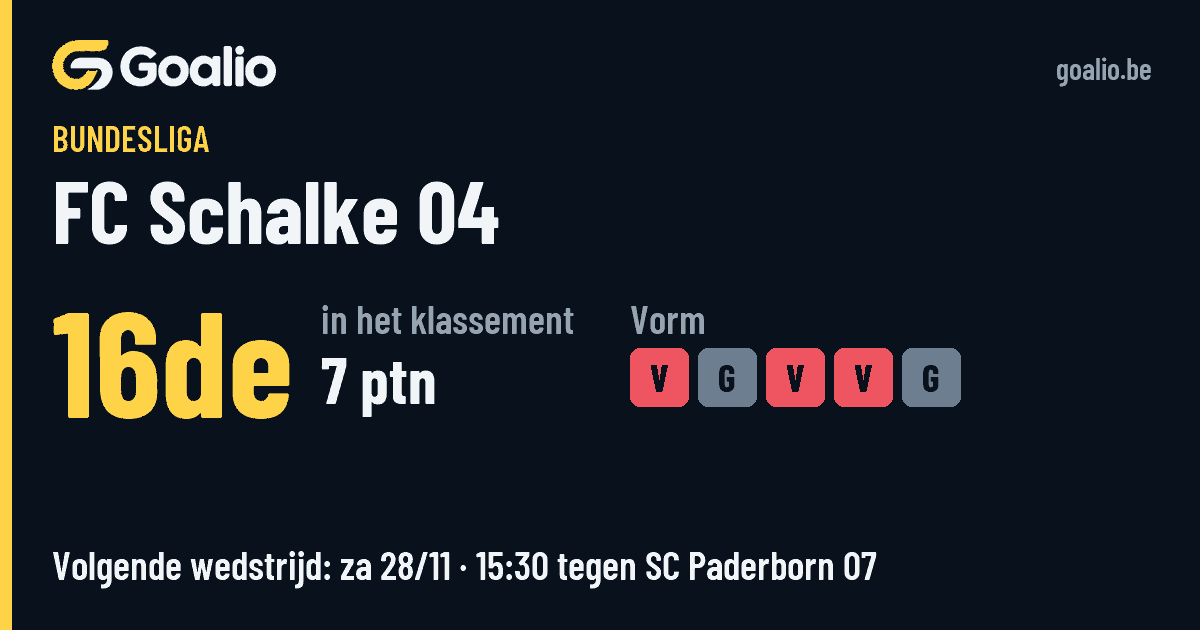 Goalio
goalio.be
BUNDESLIGA
FC Schalke 04
16de
in het klassement
7 ptn
Vorm
V G V V G
Volgende wedstrijd: za 28/11 · 15:30 tegen SC Paderborn 07